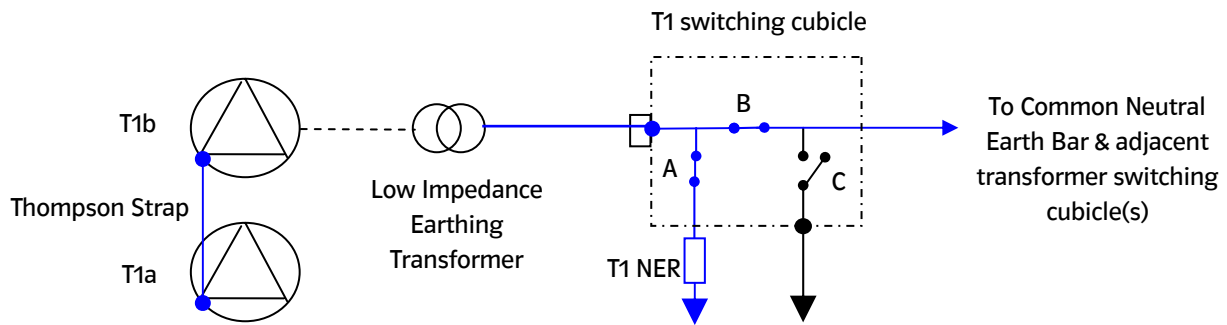 T1 switching cubicle
T1b
B
To Common Neutral
Earth Bar & adjacent
transformer switching
cubicle(s)
A
C
Low Impedance
Earthing
Transformer
Thompson Strap
T1a
T1 NER